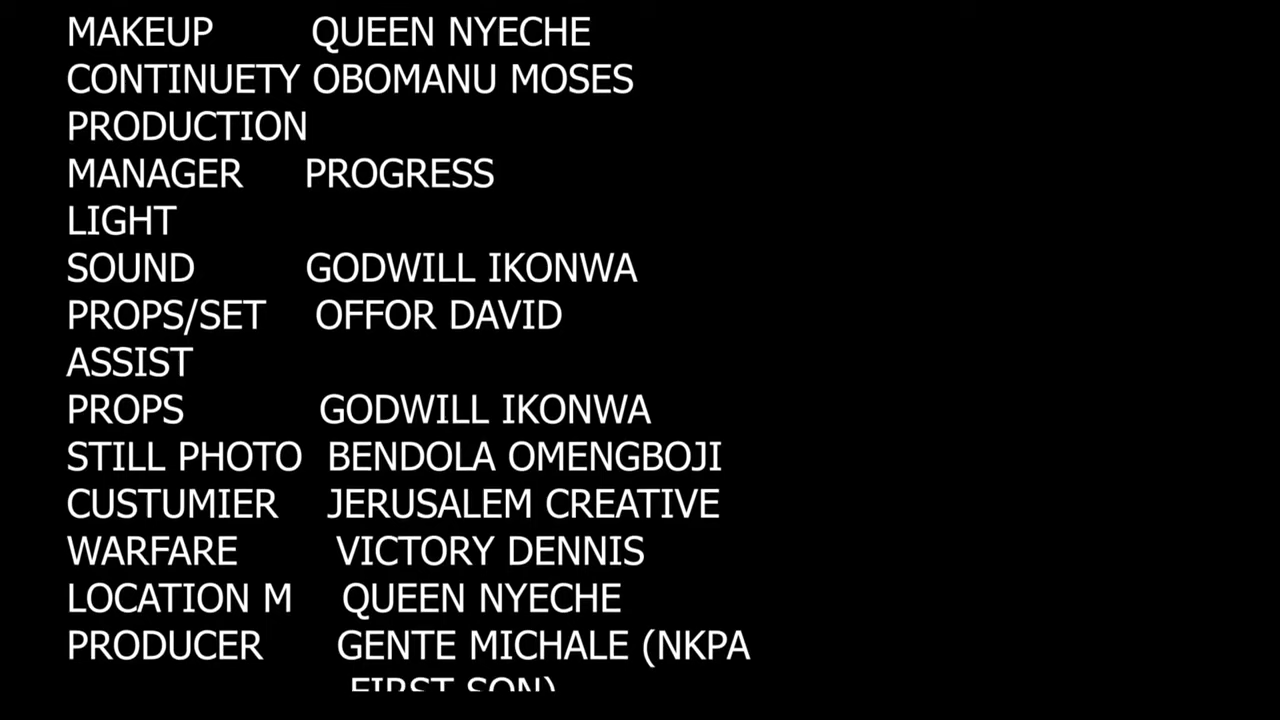 MAKEUP QUEEN NYECHE
CONTINUETY OBOMANU MOSES
PRODUCTION
MANAGER PROGRESS
LIGHT
SOUND GODWILL IKONWA
PROPS/SET OFFOR DAVID
ASSIST
PROPS GODWILL IKONWA
STILL PHOTO BENDOLA OMENGBOJI
CUSTUMIER JERUSALEM CREATIVE
WARFARE VICTORY DENNIS
LOCATION M QUEEN NYECHE
PRODUCER GENTE MICHALE (NKPA
FIRST SON)